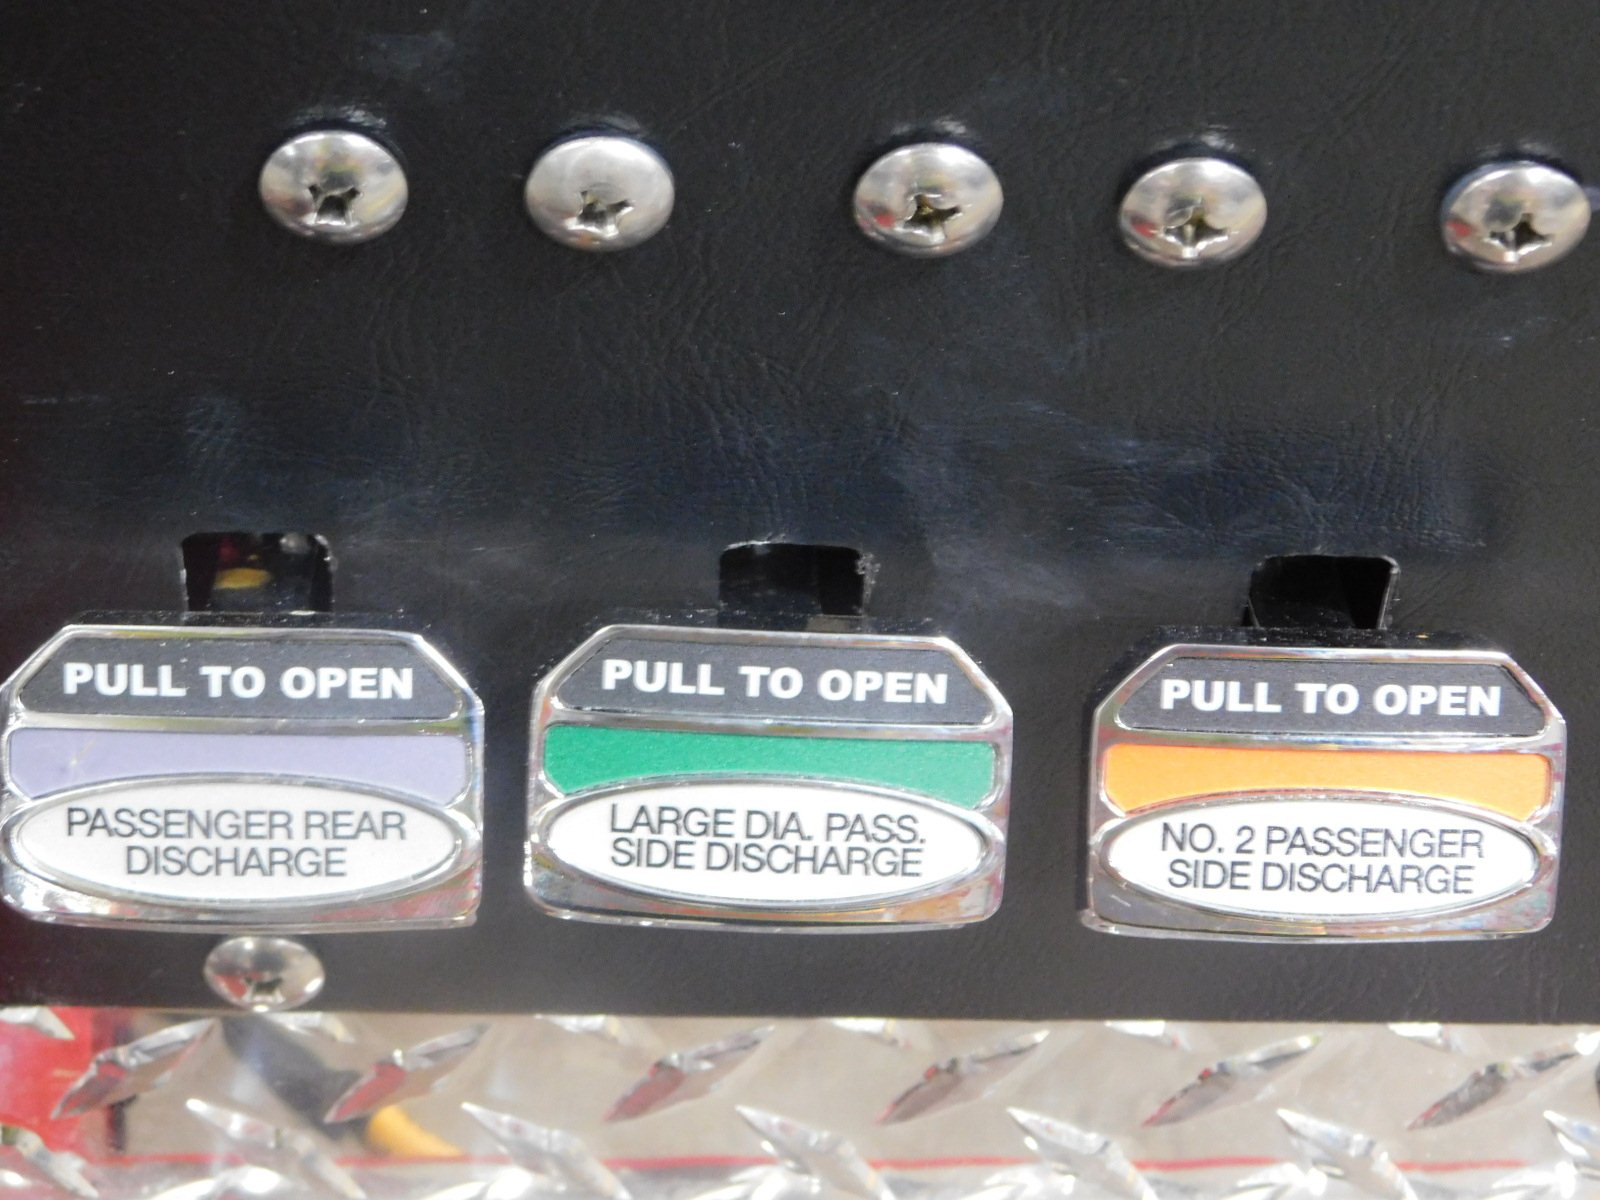 PULL TO OPEN
PASSENGER REAR
DISCHARGE
PULL TO OPEN
LARGE DIA. PASS.
SIDE DISCHARGE
PULL TO OPEN
NO. 2 PASSENGER
SIDE DISCHARGE